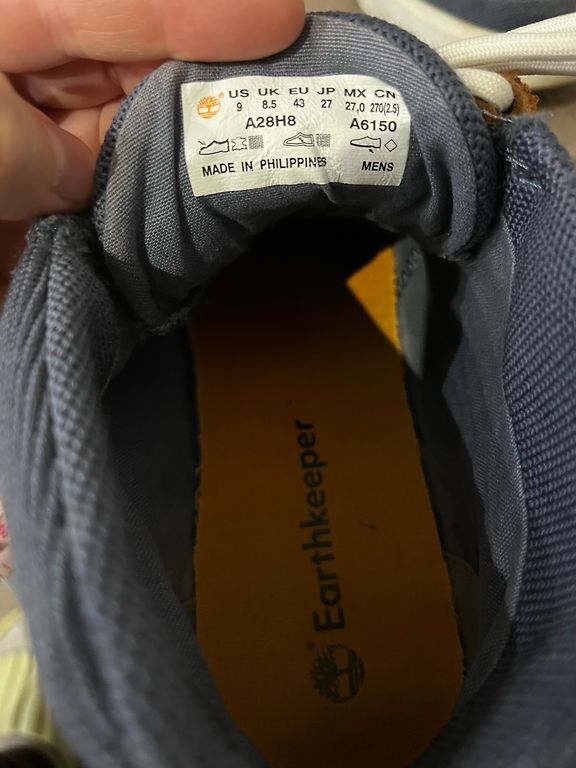 US UK EU JP MX CN
9 8.5 43 27 27,0 270(2.5)
A28H8 A6150
MADE IN PHILIPPINES MENS
Earthkeeper